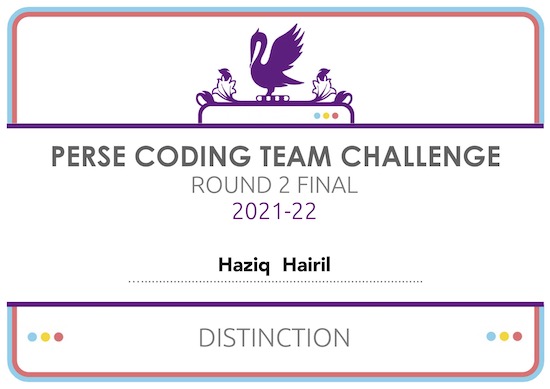 PERSE CODING TEAM CHALLENGE
ROUND 2 FINAL
2021-22
Haziq Hairil
DISTINCTION